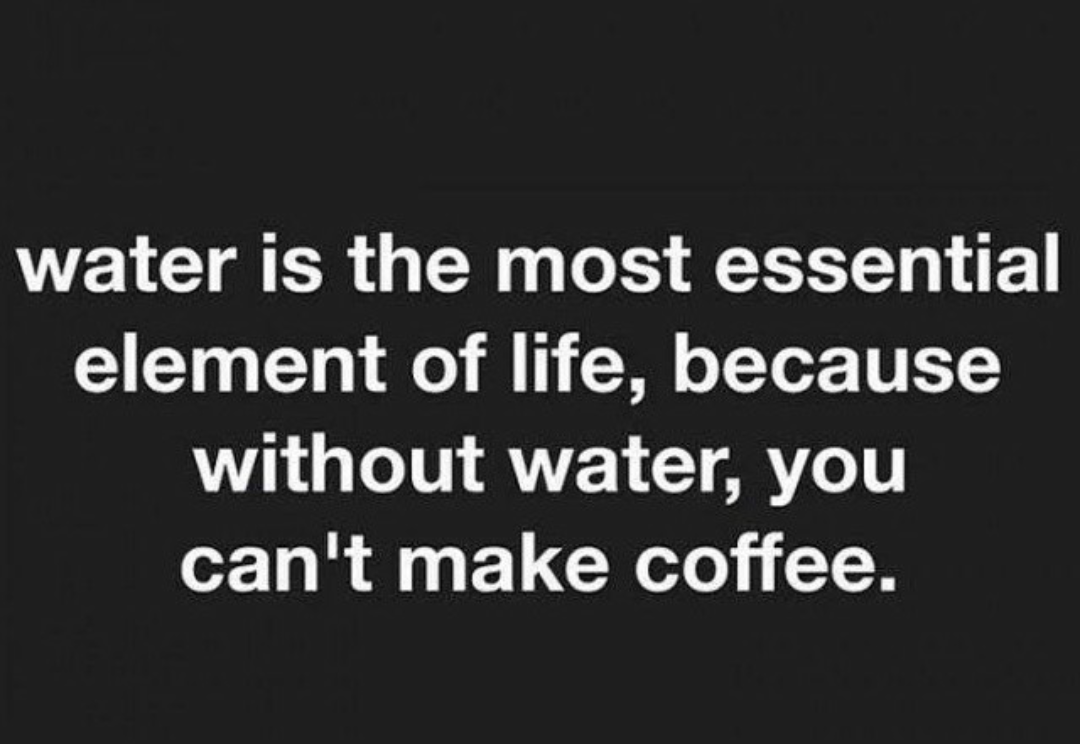 water is the most essential
element of life, because
without water, you
can't make coffee.